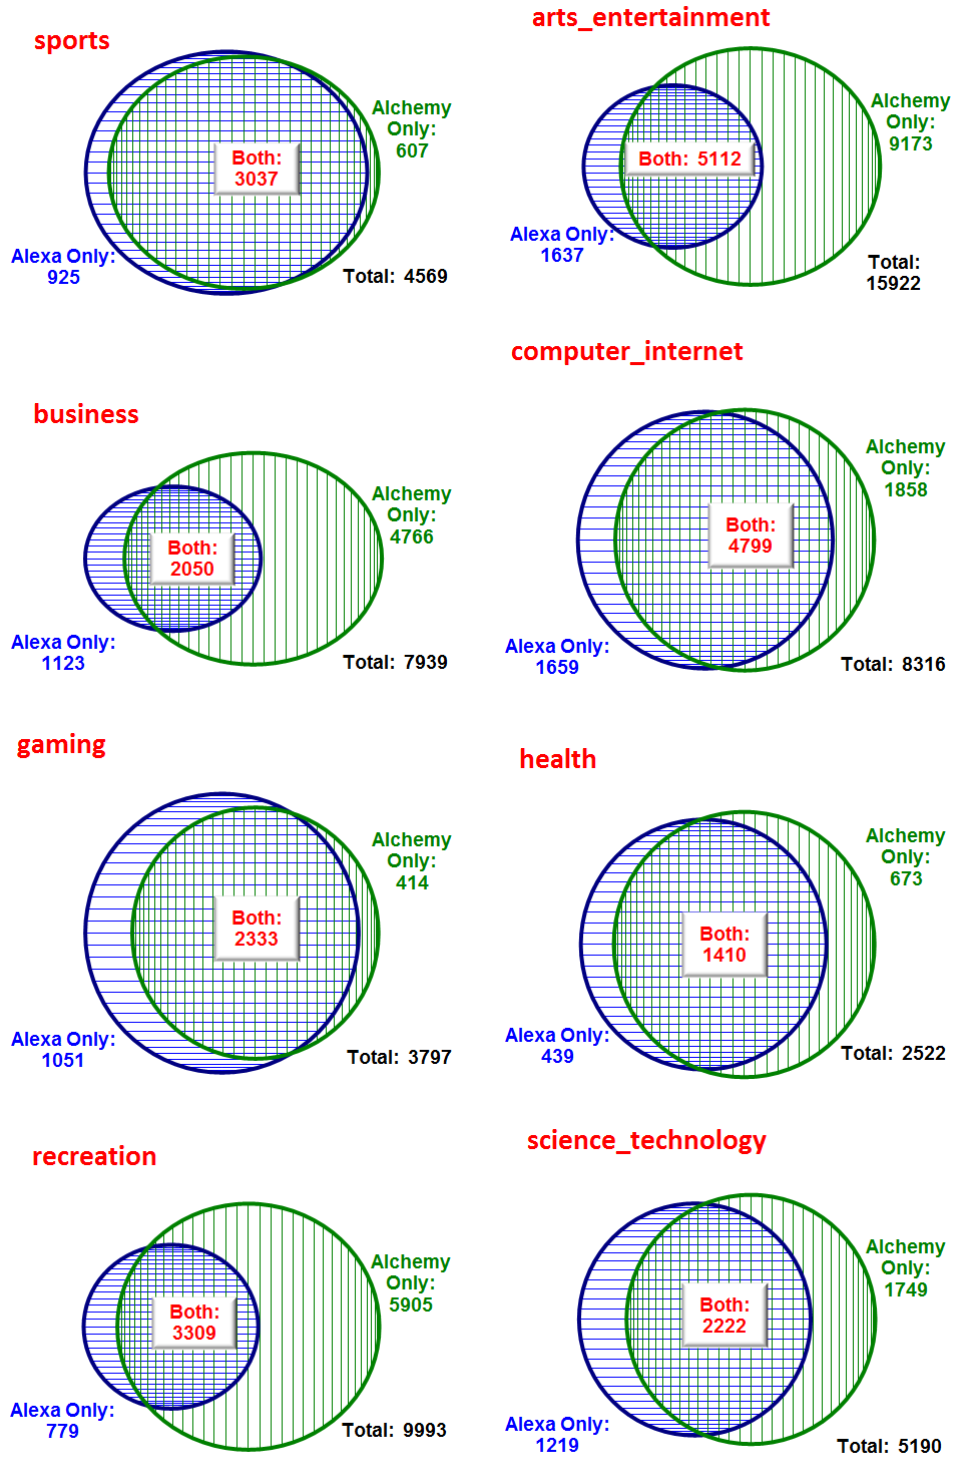 sports
Alchemy
Only:
607
Both:
3037
Alexa Only:
925
Total: 4569
arts_entertainment
Alchemy
Only:
9173
Both: 5112
Alexa Only:
1637
Total:
15922
business
Alchemy
Only:
4766
Both:
2050
Alexa Only:
1123
Total: 7939
computer_internet
Alchemy
Only:
1858
Both:
4799
Alexa Only:
1659
Total: 8316
gaming
Alchemy
Only:
414
Both:
2333
Alexa Only:
1051
Total: 3797
health
Alchemy
Only:
673
Both:
1410
Alexa Only:
439
Total: 2522
recreation
Alchemy
Only:
5905
Both:
3309
Alexa Only:
779
Total: 9993
science_technology
Alchemy
Only:
1749
Both:
2222
Alexa Only:
1219
Total: 5190